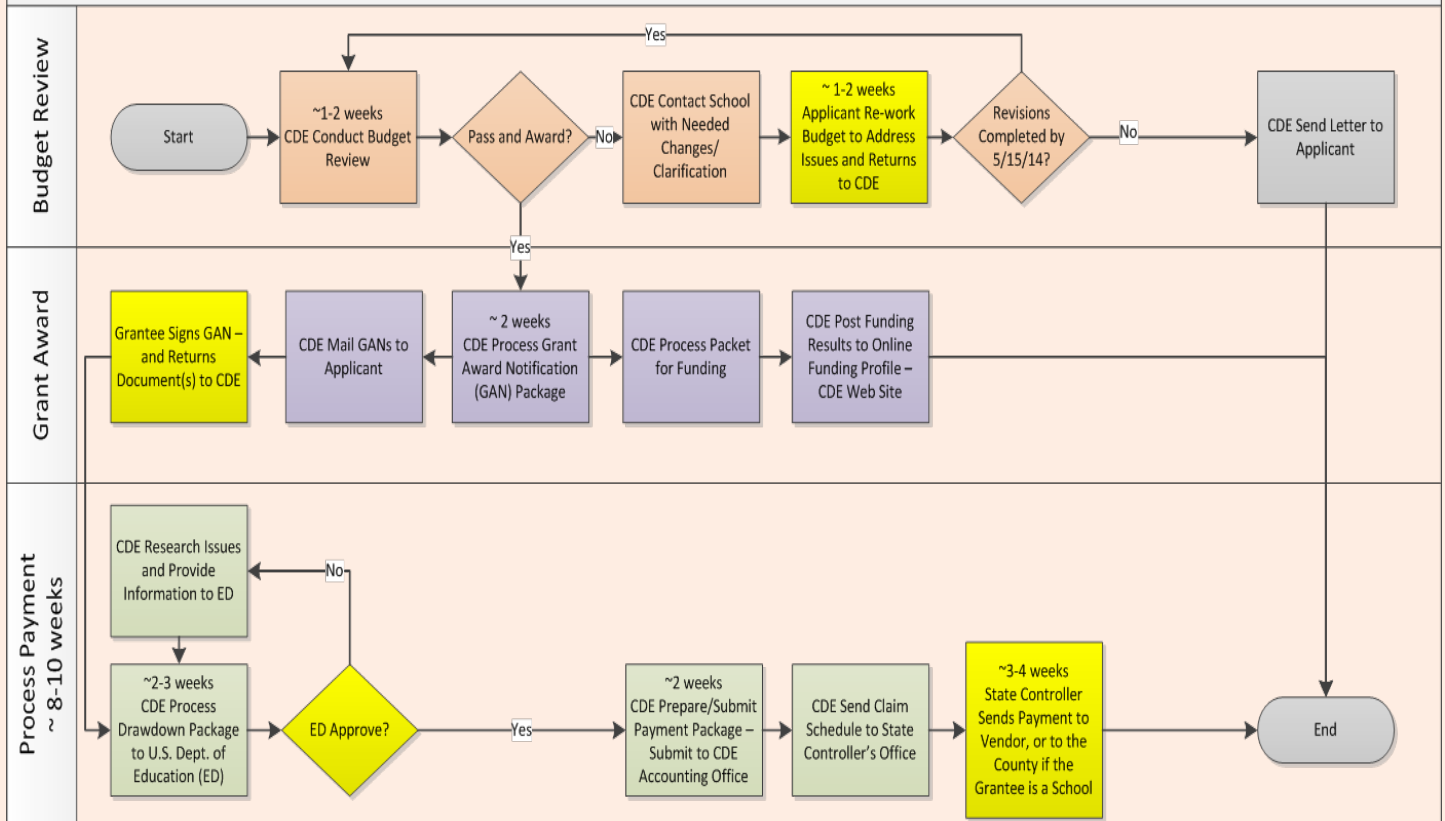 Budget Review
Start
~1-2 weeks
CDE Conduct Budget
Review
Pass and Award?
No
CDE Contact School
with Needed
Changes/
Clarification
~ 1-2 weeks
Applicant Re-work
Budget to Address
Issues and Returns
to CDE
Yes
Revisions
Completed by
5/15/14?
No
CDE Send Letter to
Applicant
Yes
Grant Award
Grantee Signs GAN –
and Returns
Document(s) to CDE
CDE Mail GANs to
Applicant
~ 2 weeks
CDE Process Grant
Award Notification
(GAN) Package
CDE Process Packet
for Funding
CDE Post Funding
Results to Online
Funding Profile –
CDE Web Site
Process Payment
~ 8-10 weeks
CDE Research Issues
and Provide
Information to ED
No
~2-3 weeks
CDE Process
Drawdown Package
to U.S. Dept. of
Education (ED)
ED Approve?
Yes
~2 weeks
CDE Prepare/Submit
Payment Package –
Submit to CDE
Accounting Office
CDE Send Claim
Schedule to State
Controller's Office
~3-4 weeks
State Controller
Sends Payment to
Vendor, or to the
County if the
Grantee is a School
End